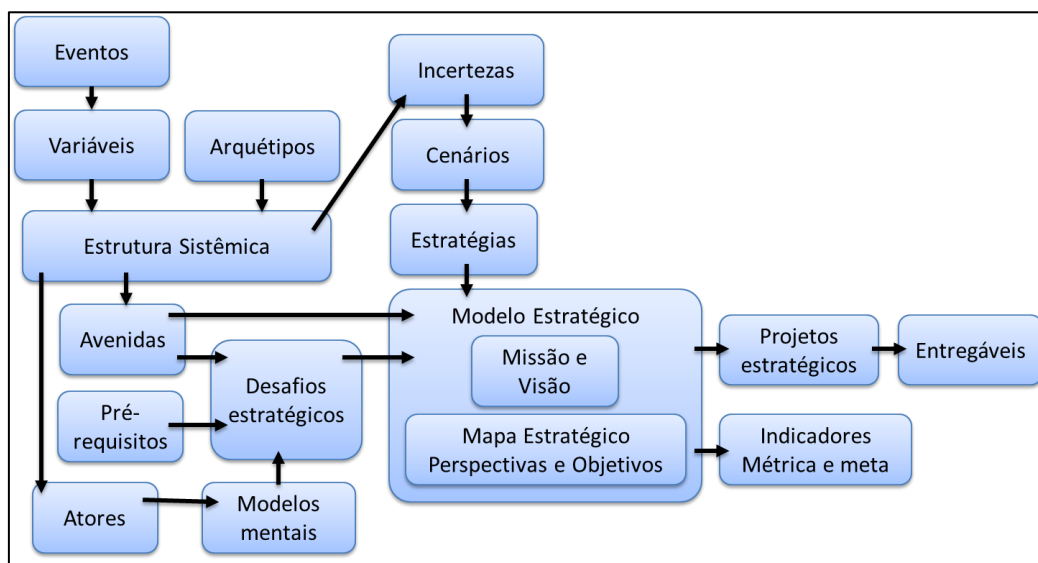 Eventos
Incertezas
Variáveis
Arquétipos
Cenários
Estrutura Sistêmica
Estratégias
Avenidas
Modelo Estratégico
Missão e
Visão
Projetos
estratégicos
Entregáveis
Desafios
estratégicos
Pré-
requisitos
Mapa Estratégico
Perspectivas e Objetivos
Indicadores
Métrica e meta
Atores
Modelos
mentais